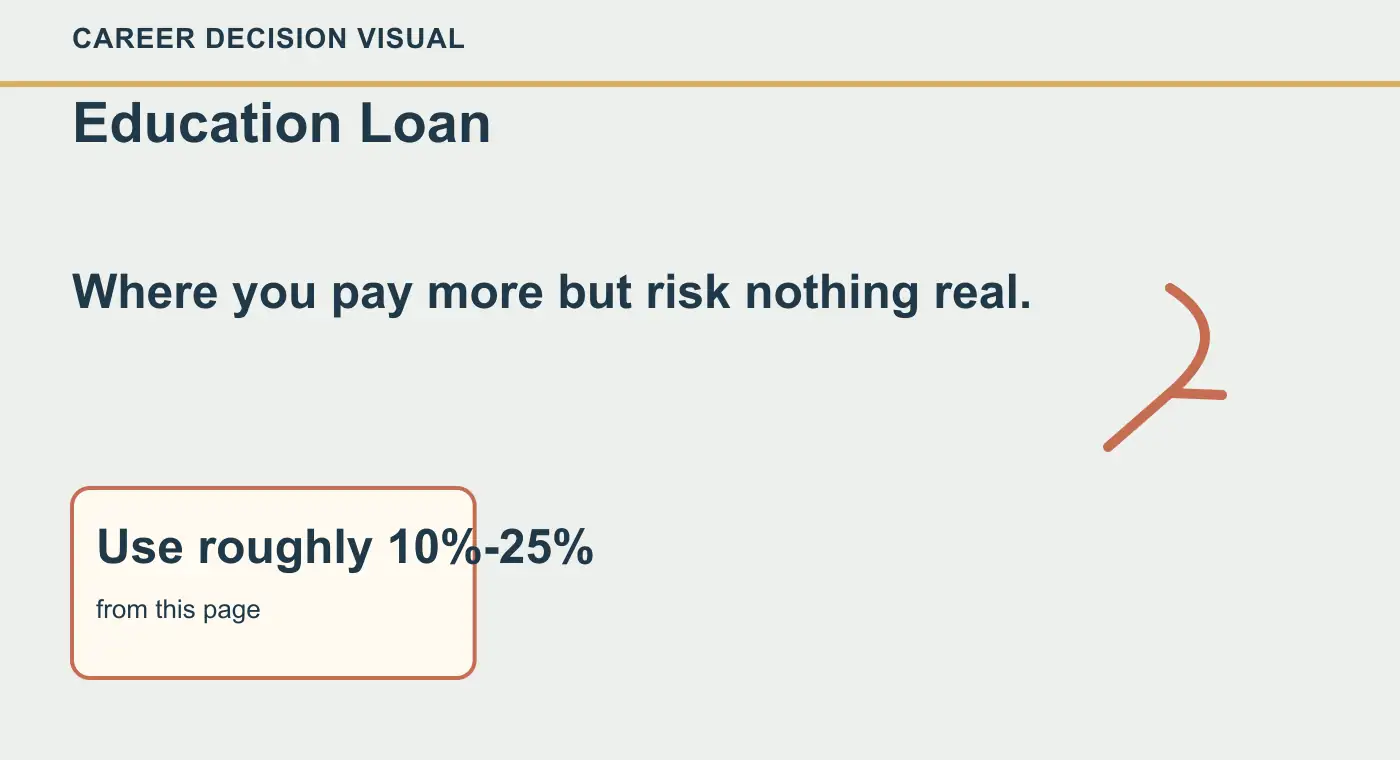 CAREER DECISION VISUAL
Education Loan
Where you pay more but risk nothing real.
Use roughly 10%-25%
from this page